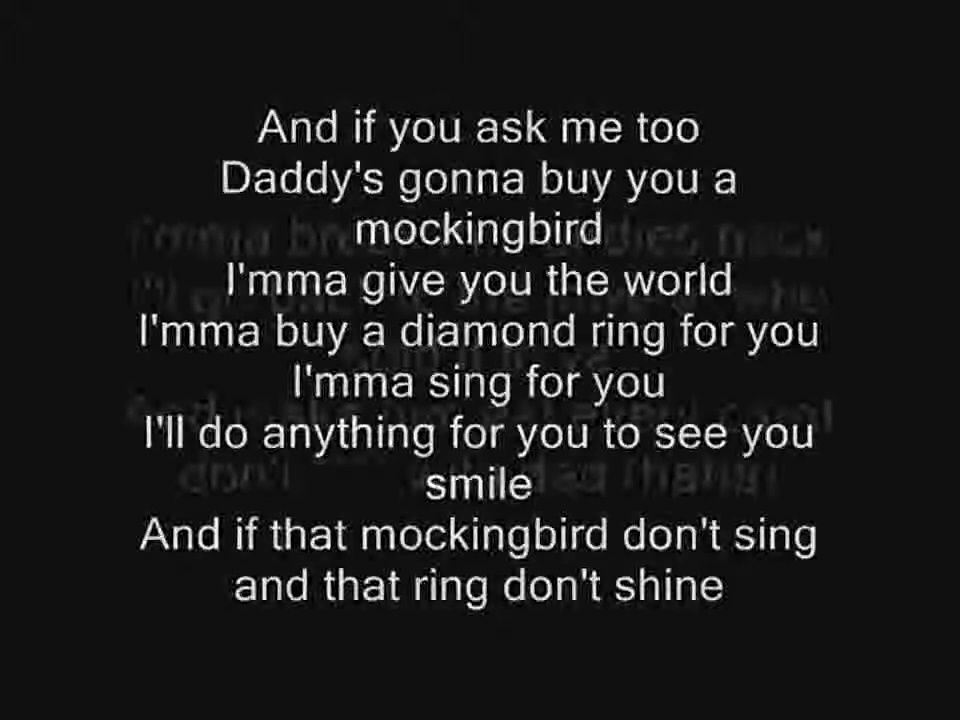 And if you ask me too
Daddy's gonna buy you a
mockingbird
I'mma give you the world
I'mma buy a diamond ring for you
I'mma sing for you
I'll do anything for you to see you
smile
And if that mockingbird don't sing
and that ring don't shine